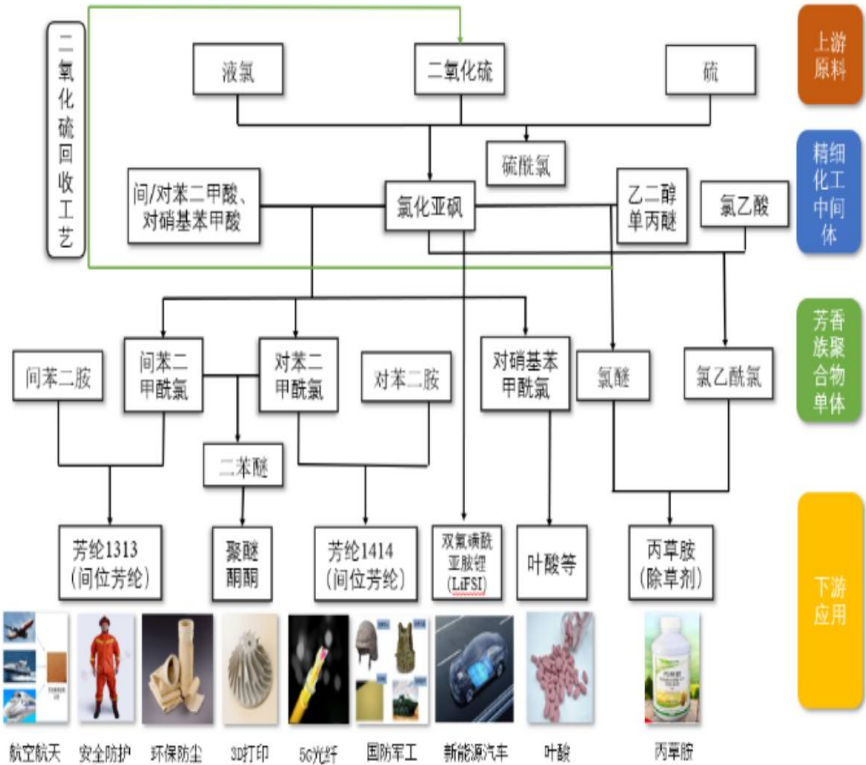 二
氧
化
硫
回
收
工
艺
液氯
二氧化硫
硫
上游
原料
硫酰氯
间/对苯二甲酸、
对硝基苯甲酸
氯化亚砜
乙二醇
单丙醚
氯乙酸
精细
化工
中间
体
间苯二胺
间苯二
甲酰氯
对苯二
甲酰氯
对苯二胺
对硝基苯
甲酰氯
氯醚
氯乙酰氯
芳香
族聚
合物
单体
二苯醚
芳纶1313
（间位芳纶）
聚醚
酮酮
芳纶1414
（间位芳纶）
双氟磺酰
亚胺锂
(LiFSI)
叶酸等
丙草胺
（除草剂）
下游
应用
丙草胺
航空航天
安全防护
环保防尘
3D打印
5G光纤
国防军工
新能源汽车
叶酸
丙草胺